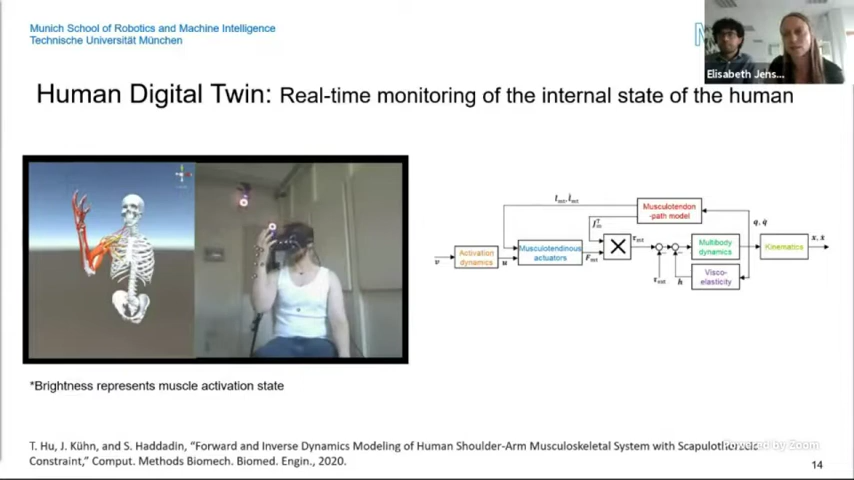 Munich School of Robotics and Machine Intelligence
Technische Universität München
Elisabeth Jens...
Human Digital Twin: Real-time monitoring of the internal state of the human
Musculotendon
-path model
Activation
dynamics
Musculotendinous
actuators
Multibody
dynamics
Kinematics
Visco-
elasticity
v
u
q, q̇
x, ẋ
h
*Brightness represents muscle activation state
T. Hu, J. Kühn, and S. Haddadin, “Forward and Inverse Dynamics Modeling of Human Shoulder-Arm Musculoskeletal System with Scapulothoracic
Constraint,” Comput. Methods Biomech. Biomed. Engin., 2020.
Powered by Zoom
14